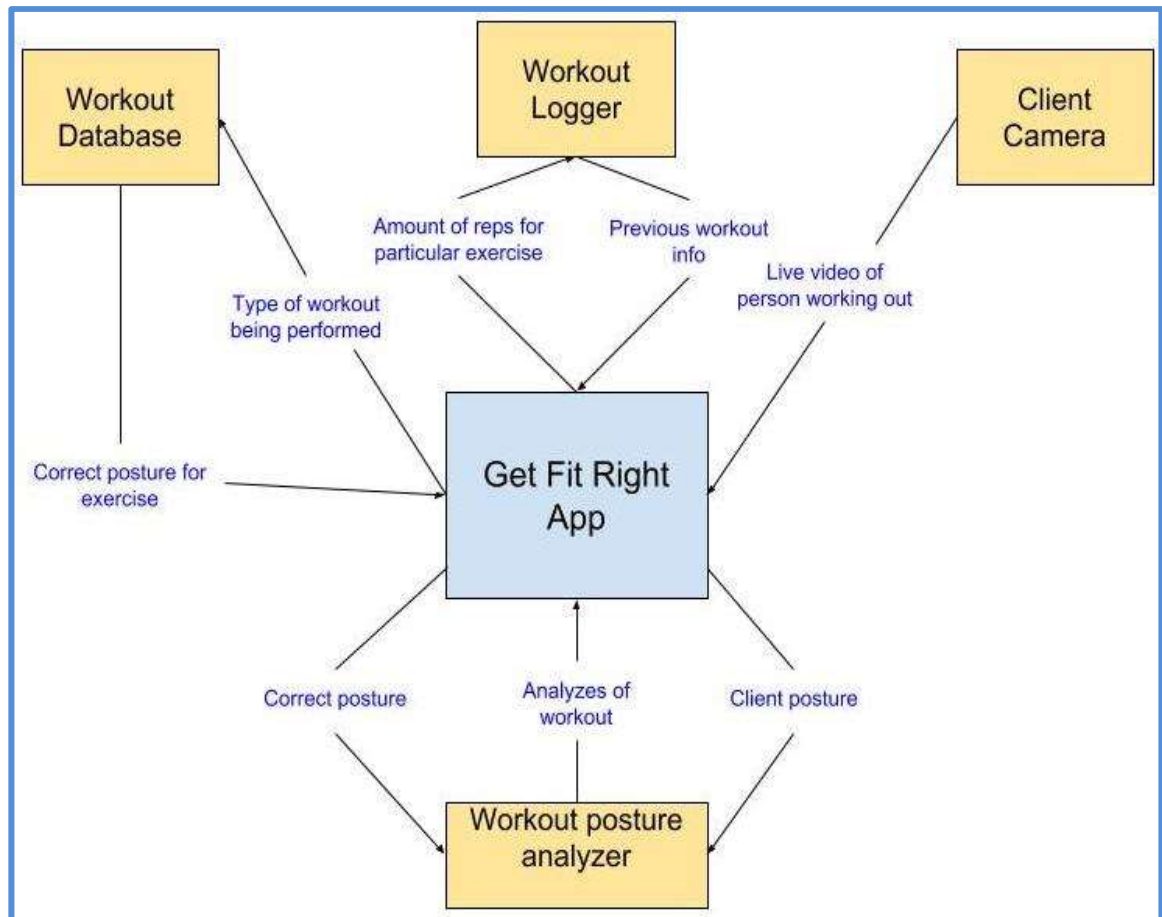 Workout
Database
Workout
Logger
Client
Camera
Amount of reps for
particular exercise
Previous workout
info
Live video of
person working out
Type of workout
being performed
Correct posture for
exercise
Get Fit Right
App
Correct posture
Analyzes of
workout
Client posture
Workout posture
analyzer